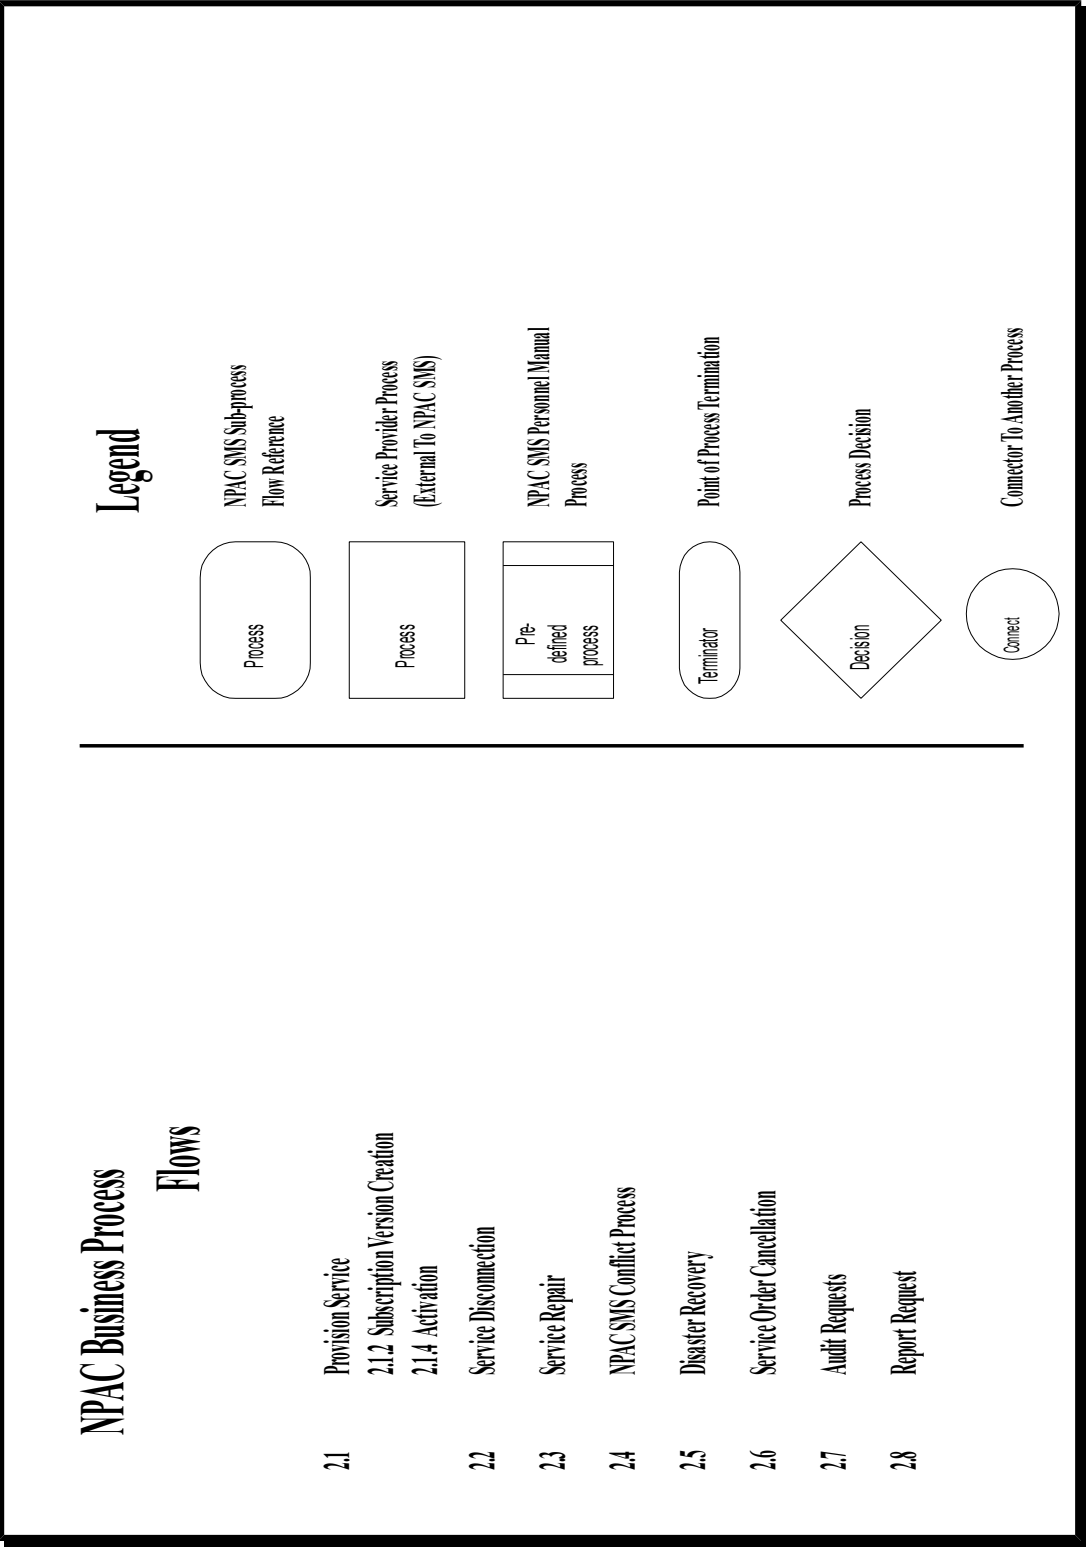 NPAC Business Process
Flows
2.1 Provision Service
2.1.2 Subscription Version Creation
2.1.4 Activation
2.2 Service Disconnection
2.3 Service Repair
2.4 NPAC SMS Conflict Process
2.5 Disaster Recovery
2.6 Service Order Cancellation
2.7 Audit Requests
2.8 Report Request
Legend
Process
NPAC SMS Sub-process
Flow Reference
Process
Service Provider Process
(External To NPAC SMS)
Pre-
defined
process
NPAC SMS Personnel Manual
Process
Terminator
Point of Process Termination
Decision
Process Decision
Connect
Connector To Another Process